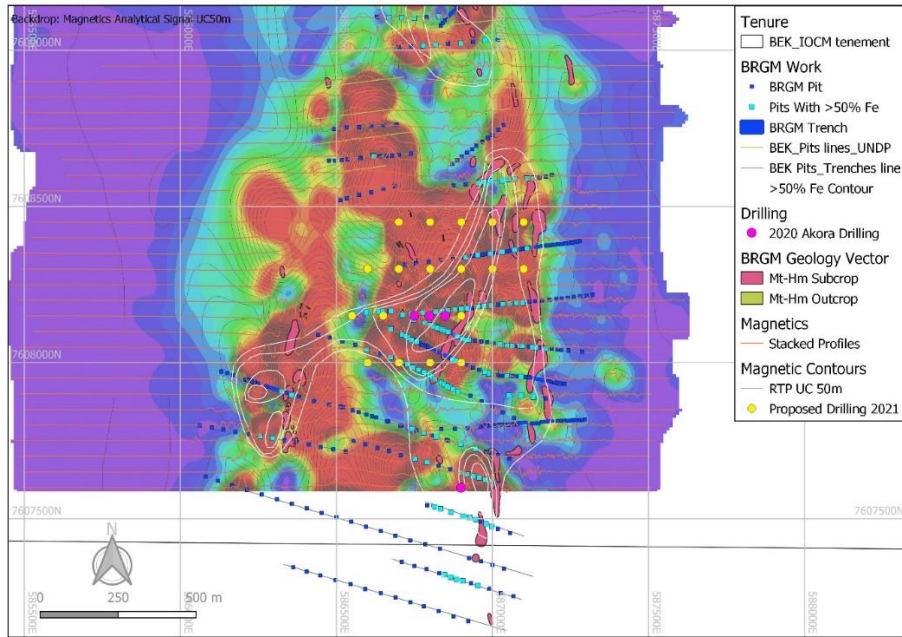 Backdrop: Magnetics Analytical Signal UC50m
Tenure
BEK_IOCM tenement
BRGM Work
BRGM Pit
Pits With >50% Fe
BRGM Trench
BEK_Pits lines_UNDP
BEK Pits_Trenches line
>50% Fe Contour
Drilling
2020 Akora Drilling
BRGM Geology Vector
Mt-Hm Subcrop
Mt-Hm Outcrop
Magnetics
Stacked Profiles
Magnetic Contours
RTP UC 50m
Proposed Drilling 2021
7608500N
7608000N
7607500N
7607500N
N
0
250
500 m
585500E
586000E
586500E
587000E
587500E
588000E